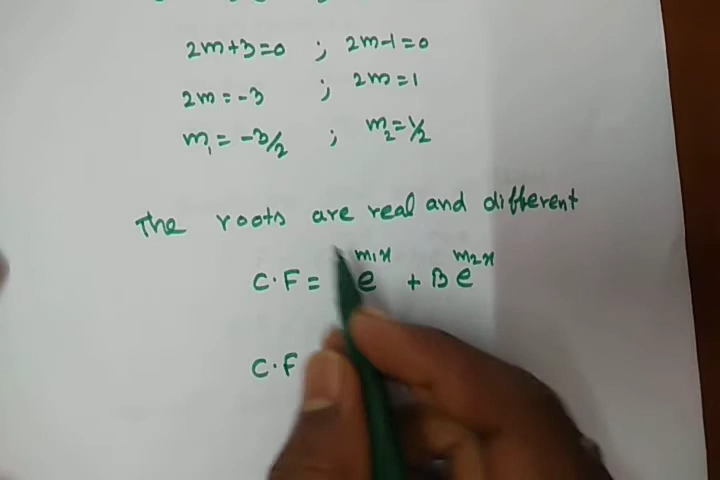 2m+3=0 ; 2m-1=0
2m=-3 ; 2m=1
m₁=-3/2 ; m₂=1/2
The roots are real and different
C.F= e^m₁x + Be^m₂x
C.F